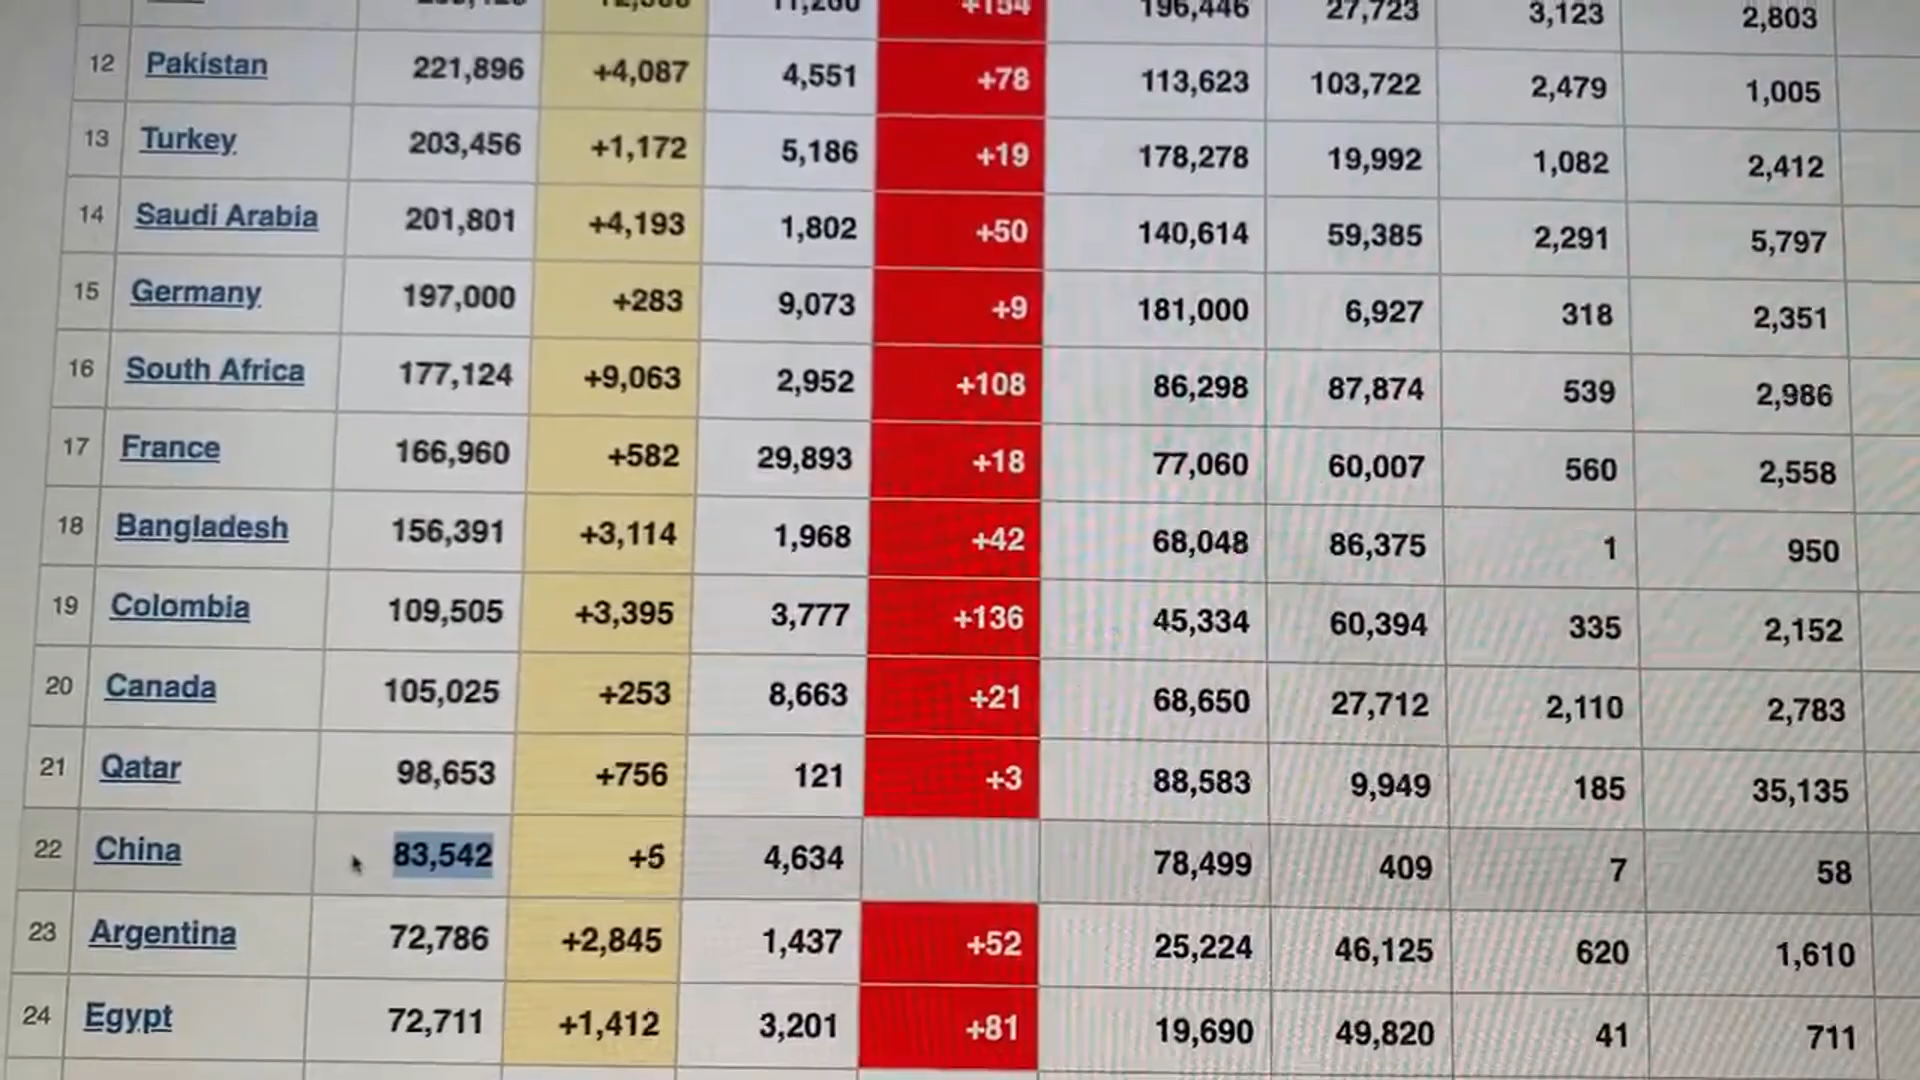 +154 196,446 27,723 3,123 2,803
12 Pakistan 221,896 +4,087 4,551 +78 113,623 103,722 2,479 1,005
13 Turkey 203,456 +1,172 5,186 +19 178,278 19,992 1,082 2,412
14 Saudi Arabia 201,801 +4,193 1,802 +50 140,614 59,385 2,291 5,797
15 Germany 197,000 +283 9,073 +9 181,000 6,927 318 2,351
16 South Africa 177,124 +9,063 2,952 +108 86,298 87,874 539 2,986
17 France 166,960 +582 29,893 +18 77,060 60,007 560 2,558
18 Bangladesh 156,391 +3,114 1,968 +42 68,048 86,375 1 950
19 Colombia 109,505 +3,395 3,777 +136 45,334 60,394 335 2,152
20 Canada 105,025 +253 8,663 +21 68,650 27,712 2,110 2,783
21 Qatar 98,653 +756 121 +3 88,583 9,949 185 35,135
22 China 83,542 +5 4,634 78,499 409 7 58
23 Argentina 72,786 +2,845 1,437 +52 25,224 46,125 620 1,610
24 Egypt 72,711 +1,412 3,201 +81 19,690 49,820 41 711